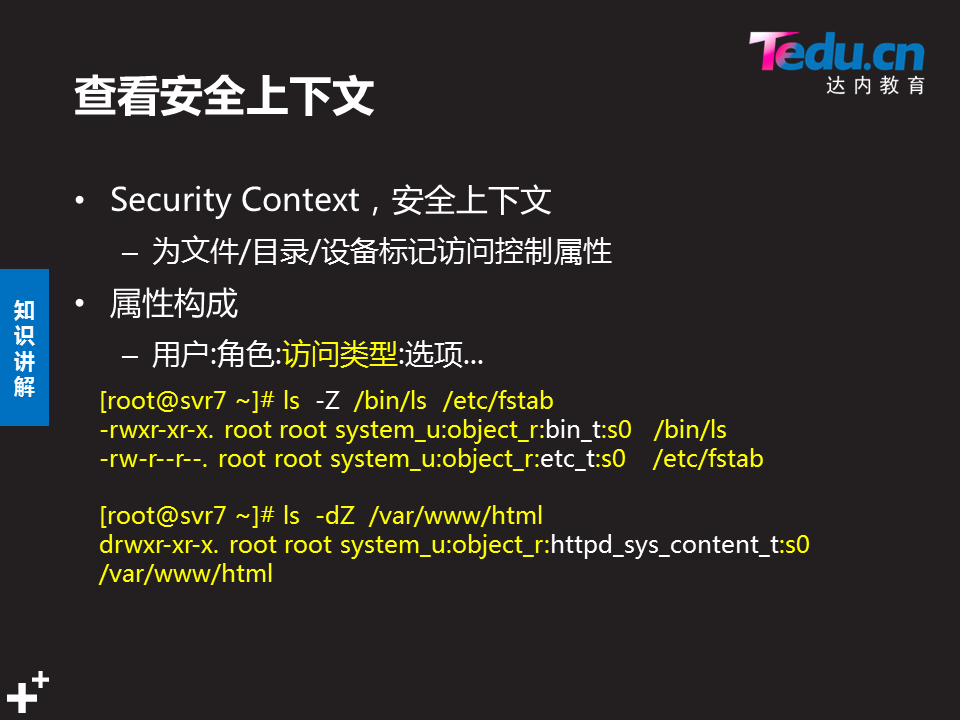 Tedu.cn
达内教育
查看安全上下文
• Security Context，安全上下文
– 为文件/目录/设备标记访问控制属性
• 属性构成
– 用户:角色:访问类型:选项...
知识讲解
[root@svr7 ~]# ls  -Z  /bin/ls  /etc/fstab
-rwxr-xr-x. root root system_u:object_r:bin_t:s0   /bin/ls
-rw-r--r--. root root system_u:object_r:etc_t:s0    /etc/fstab
[root@svr7 ~]# ls  -dZ  /var/www/html
drwxr-xr-x. root root system_u:object_r:httpd_sys_content_t:s0
/var/www/html